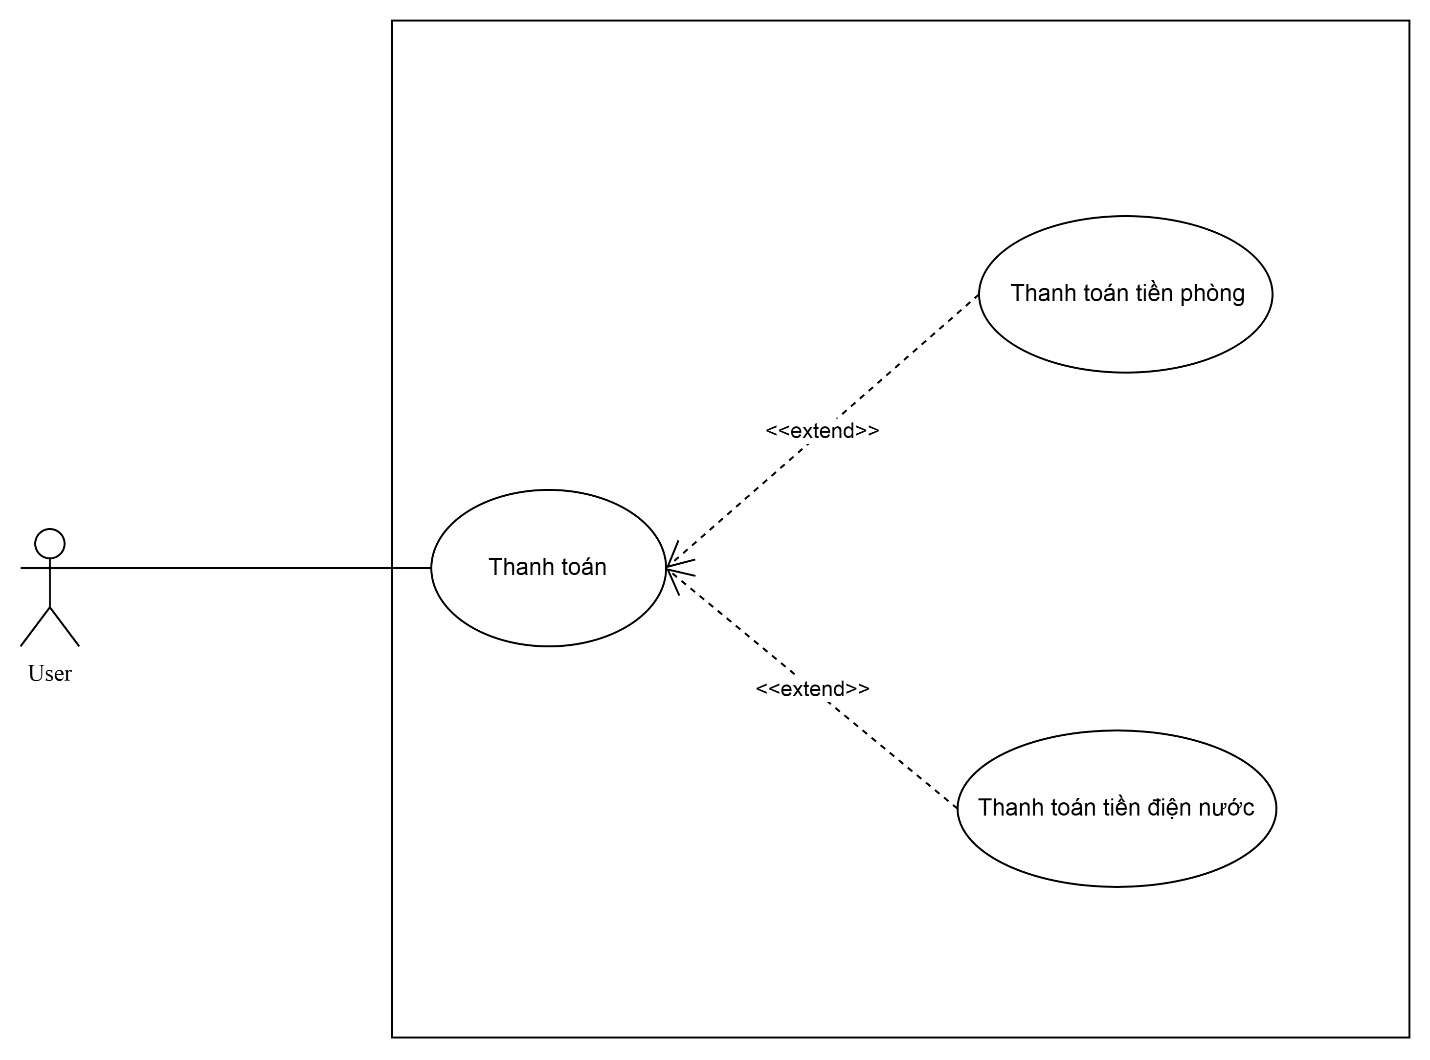 Thanh toán tiền phòng
<<extend>>
Thanh toán
User
<<extend>>
Thanh toán tiền điện nước